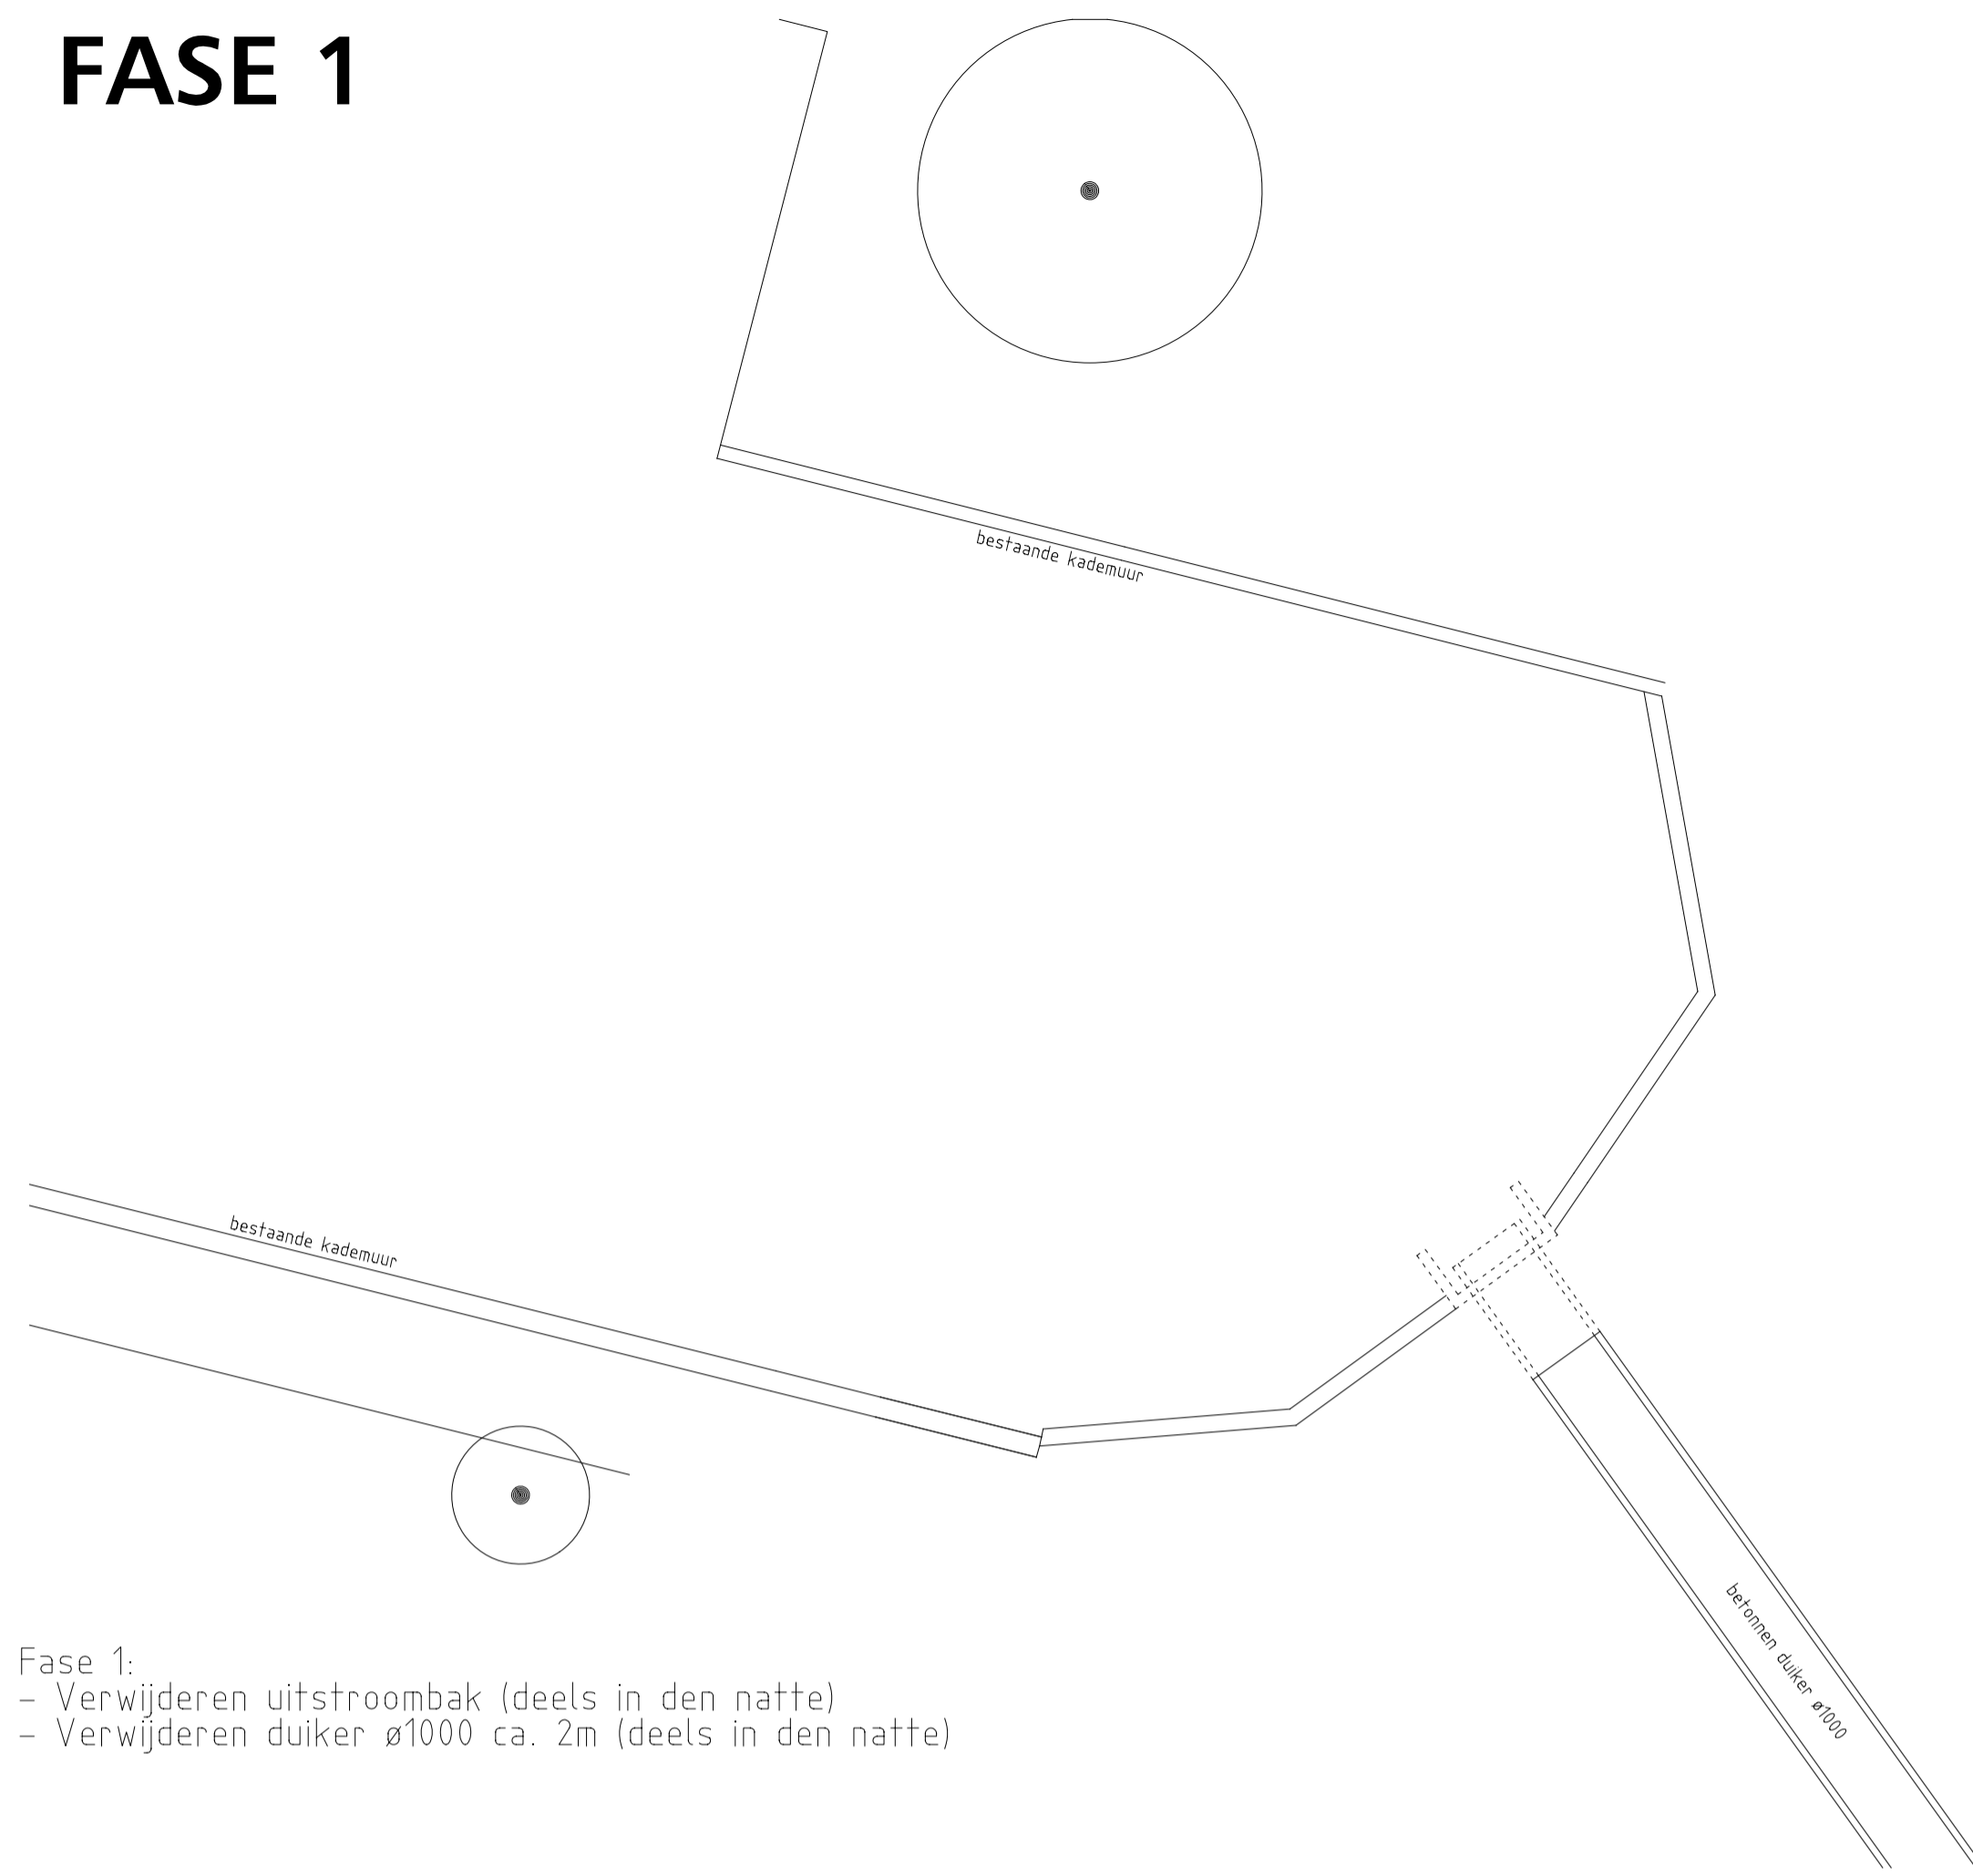 FASE 1
bestaande kademuur
bestaande kademuur
betonnen duiker ø1000
Fase 1:
- Verwijderen uitstroombak (deels in den natte)
- Verwijderen duiker ø1000 ca. 2m (deels in den natte)